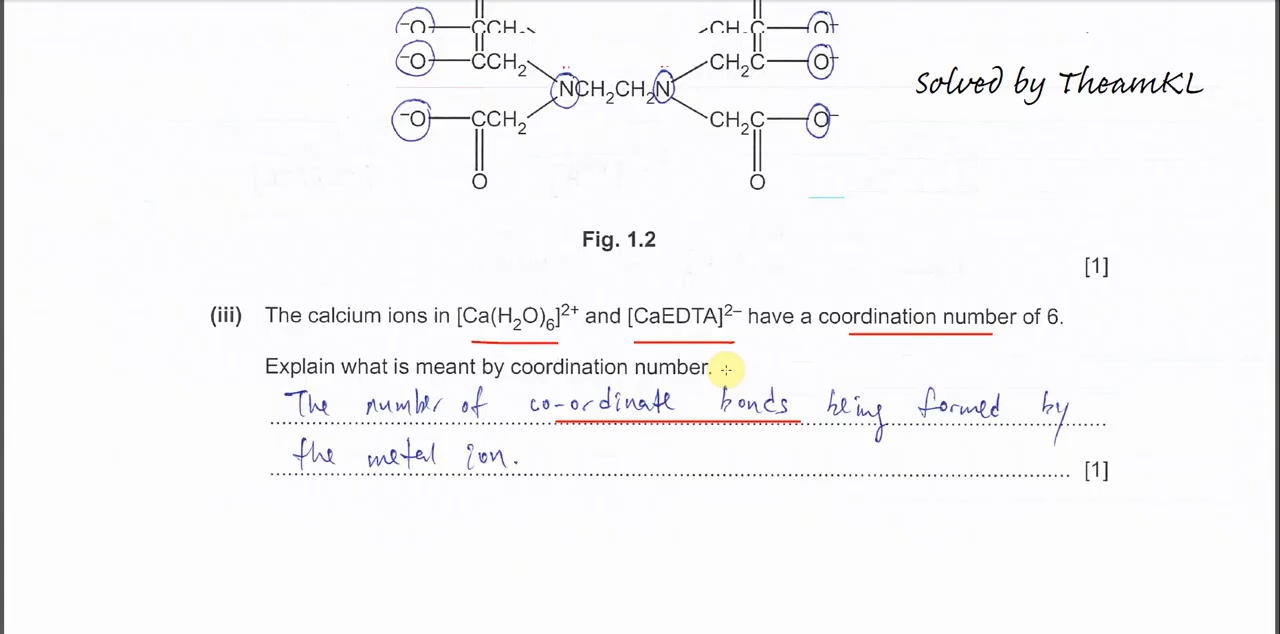 ⁻O—CCH₂ CH₂C—O⁻
⁻O—CCH₂ CH₂C—O⁻
NCH₂CH₂N
Solved by TheamKL
⁻O—CCH₂ CH₂C—O⁻
O O
Fig. 1.2
[1]
(iii) The calcium ions in [Ca(H₂O)₆]²⁺ and [CaEDTA]²⁻ have a coordination number of 6.
Explain what is meant by coordination number.
The number of co-ordinate bonds being formed by
the metal ion.
[1]